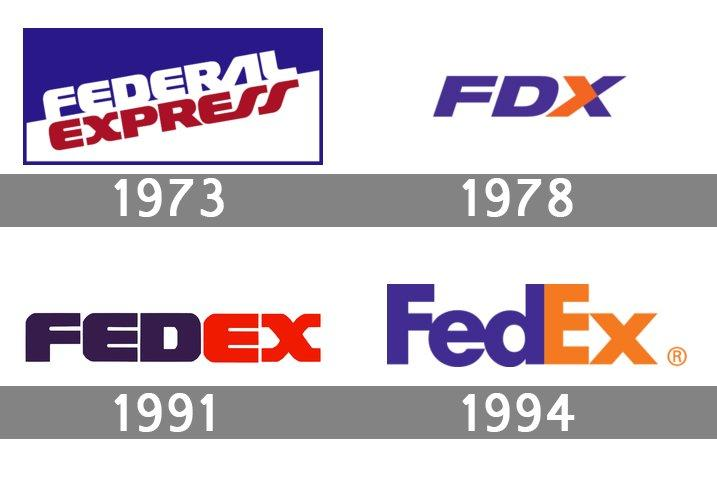 FEDERAL
EXPRESS
FDX
1973
1978
FEDEX
FedEx®
1991
1994